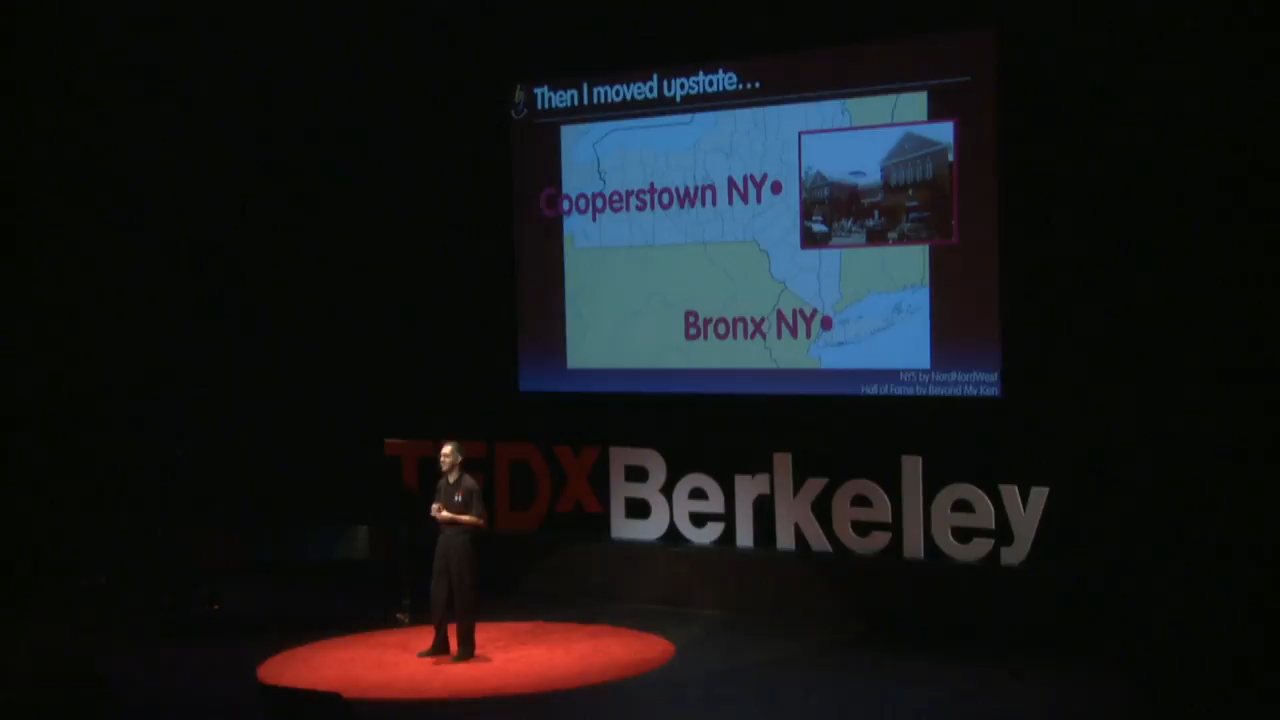 Then I moved upstate...
Cooperstown NY
Bronx NY
NYS by NordNordWest
Hall of Fame by Beyond My Ken
TEDxBerkeley